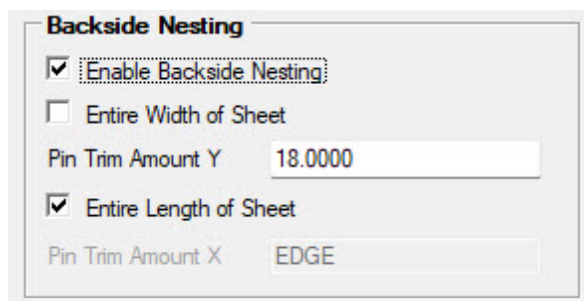 Backside Nesting
Enable Backside Nesting
Entire Width of Sheet
Pin Trim Amount Y 18.0000
Entire Length of Sheet
Pin Trim Amount X EDGE